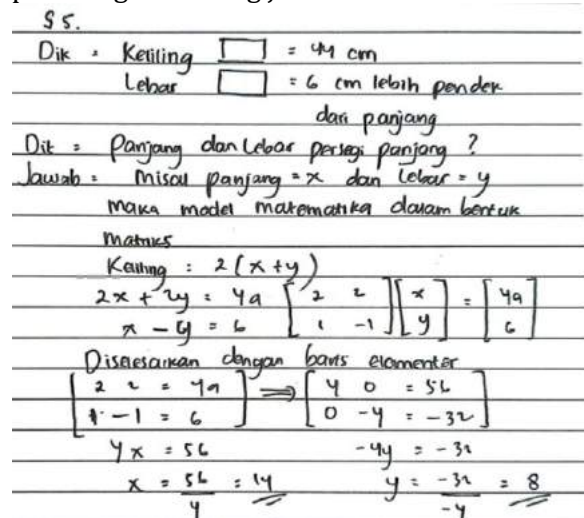 S5.
Dik : Keliling = 44 cm
Lebar = 6 cm lebih pendek
dari panjang
Dit : Panjang dan Lebar persegi panjang ?
Jawab : Misal panjang = x dan lebar = y
maka model matematika dalam bentuk
matriks
Keliling : 2(x+y)
2x + 2y = 44 [2 2 1 -1] [x y] = [44 6]
x - y = 6
Diselesaikan dengan baris elementer
[2 2 = 44 1 -1 = 6] ⇒ [4 0 = 56 0 -4 = -32]
4x = 56 -4y = -32
x = 56/4 = 14 y = -32/-4 = 8